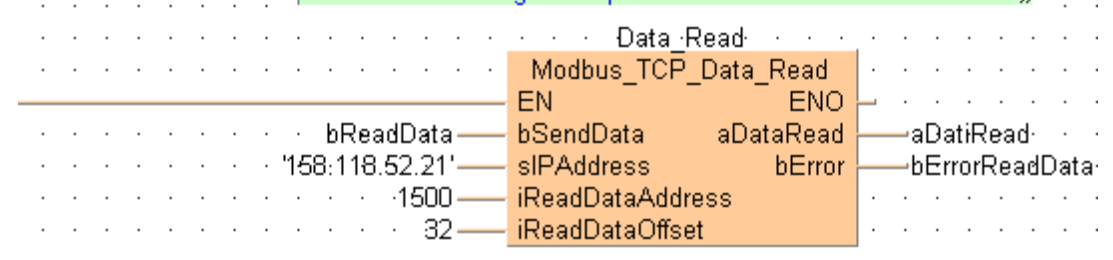 Data_Read
Modbus_TCP_Data_Read
EN ENO
bReadData bSendData aDataRead aDatiRead
'158:118.52.21' sIPAddress bError bErrorReadData
1500 iReadDataAddress
32 iReadDataOffset